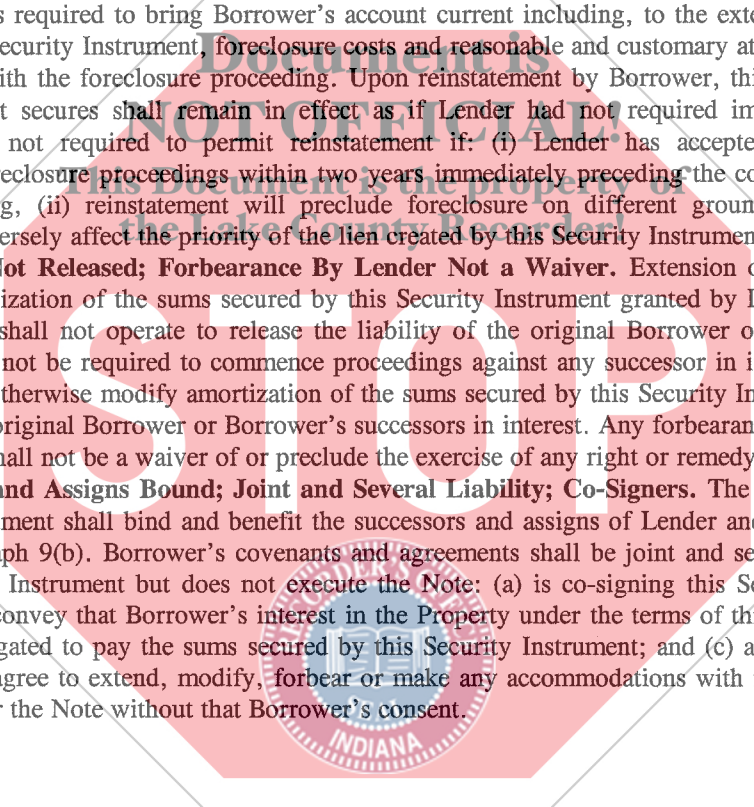 s required to bring Borrower's account current including, to the exte
ecurity Instrument, foreclosure costs and reasonable and customary at
Document is
ith the foreclosure proceeding. Upon reinstatement by Borrower, thi
t secures shall remain in effect as if Lender had not required im
NOT OFFICIAL!
not required to permit reinstatement if: (i) Lender has accepte
reclosure proceedings within two years immediately preceding the co
This Document is the property of
g, (ii) reinstatement will preclude foreclosure on different groun
the Lake County Recorder!
ersely affect the priority of the lien created by this Security Instrumen
ot Released; Forbearance By Lender Not a Waiver. Extension o
ization of the sums secured by this Security Instrument granted by L
shall not operate to release the liability of the original Borrower o
not be required to commence proceedings against any successor in i
therwise modify amortization of the sums secured by this Security In
original Borrower or Borrower's successors in interest. Any forbearan
hall not be a waiver of or preclude the exercise of any right or remedy
STOP
and Assigns Bound; Joint and Several Liability; Co-Signers. The
ment shall bind and benefit the successors and assigns of Lender and
ph 9(b). Borrower's covenants and agreements shall be joint and se
Instrument but does not execute the Note: (a) is co-signing this Se
convey that Borrower's interest in the Property under the terms of th
gated to pay the sums secured by this Security Instrument; and (c) a
agree to extend, modify, forbear or make any accommodations with
r the Note without that Borrower's consent.
INDIANA